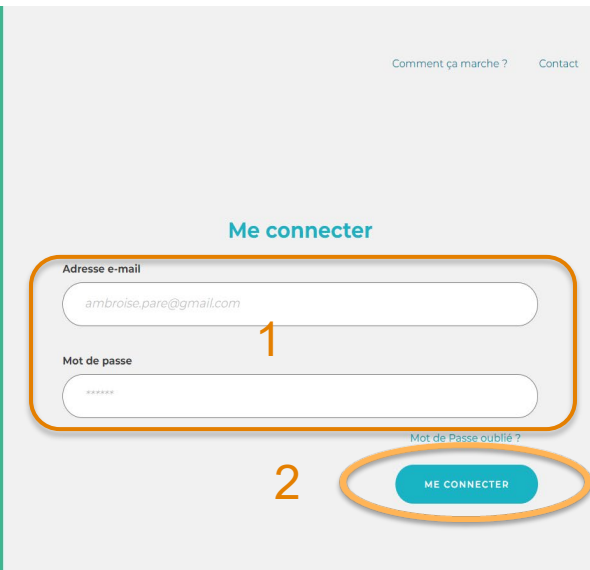 Comment ça marche ? Contact
Me connecter
Adresse e-mail
ambroise.pare@gmail.com
1
Mot de passe
******
Mot de Passe oublié ?
2
ME CONNECTER